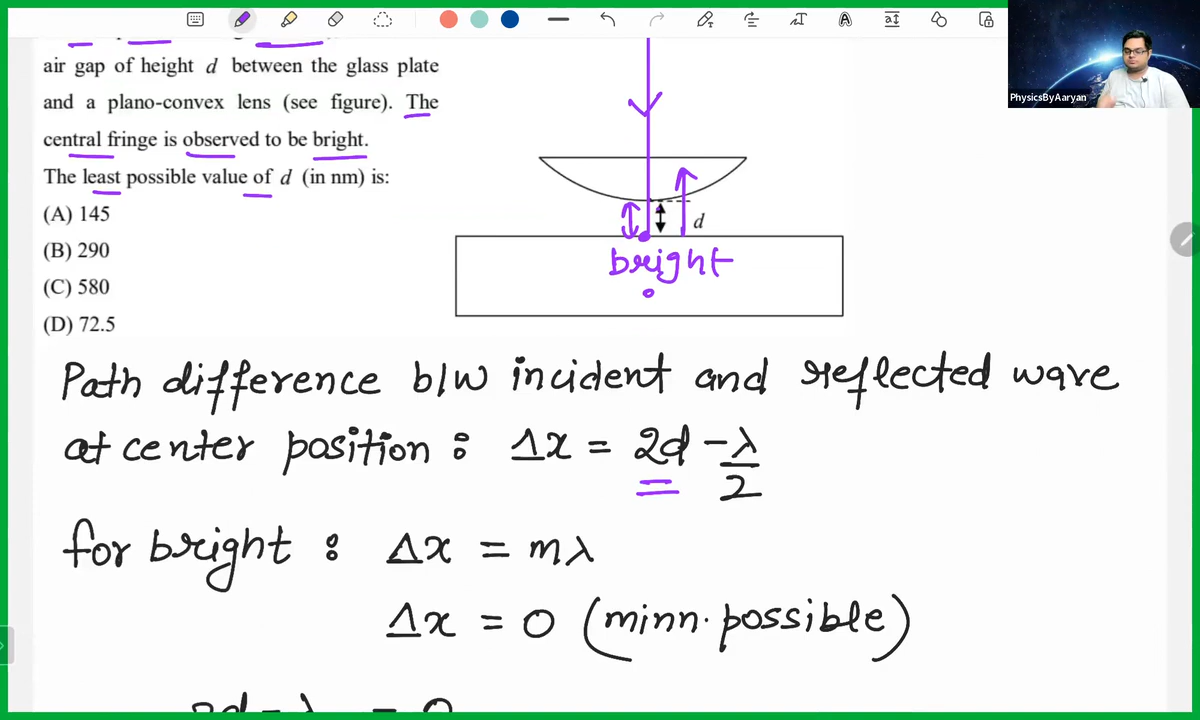 PhysicsByAaryan
air gap of height d between the glass plate
and a plano-convex lens (see figure). The
central fringe is observed to be bright.
The least possible value of d (in nm) is:
(A) 145
(B) 290
(C) 580
(D) 72.5
d
bright
Path difference b/w incident and reflected wave
at center position : Δx = 2d - λ/2
for bright : Δx = mλ
Δx = 0 (minn. possible)
2d - λ = 0